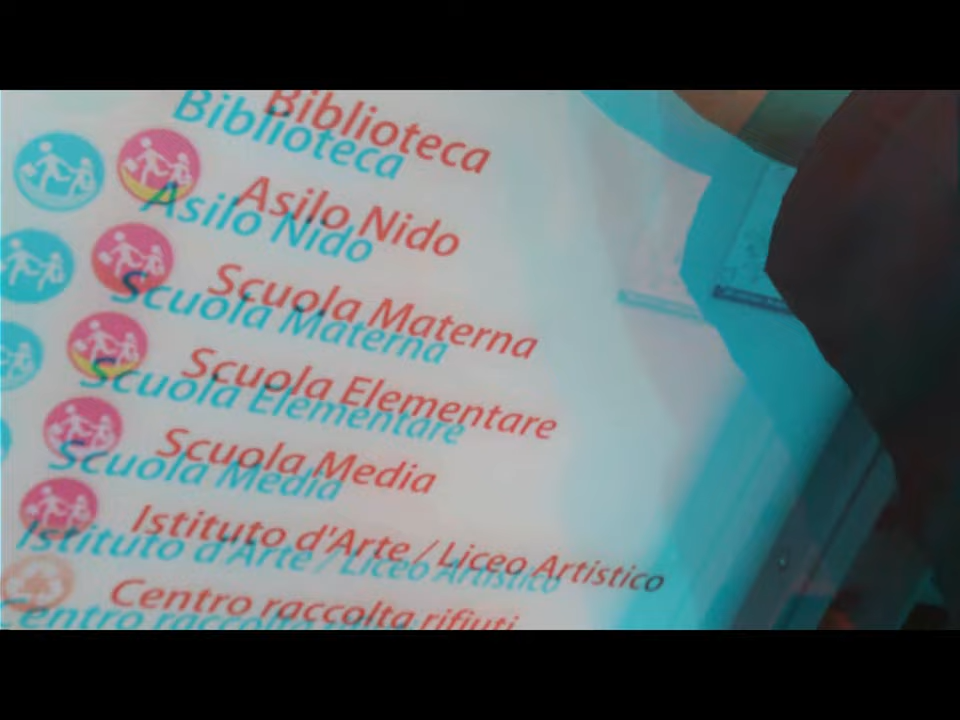 Biblioteca
Asilo Nido
Scuola Materna
Scuola Elementare
Scuola Media
Istituto d'Arte / Liceo Artistico
Centro raccolta rifiuti